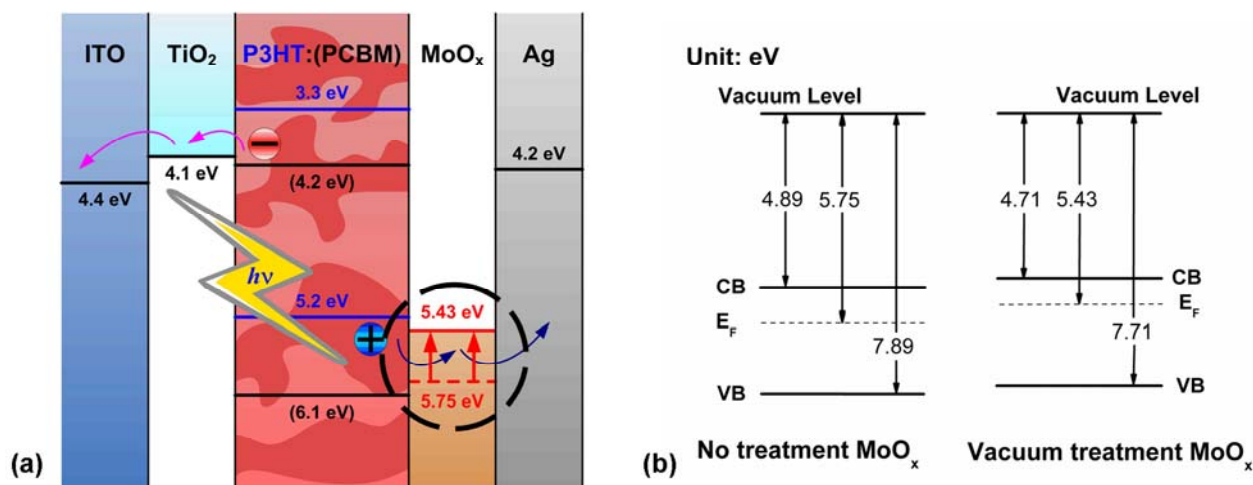 ITO TiO₂ P3HT:(PCBM) MoOₓ Ag
3.3 eV
4.1 eV
4.2 eV
(4.2 eV)
4.4 eV
hν
5.2 eV
5.43 eV
5.75 eV
(6.1 eV)
(a)
Unit: eV
Vacuum Level Vacuum Level
4.89 5.75 4.71 5.43
CB CB
E_F E_F
7.89 7.71
VB VB
No treatment MoOₓ Vacuum treatment MoOₓ
(b)